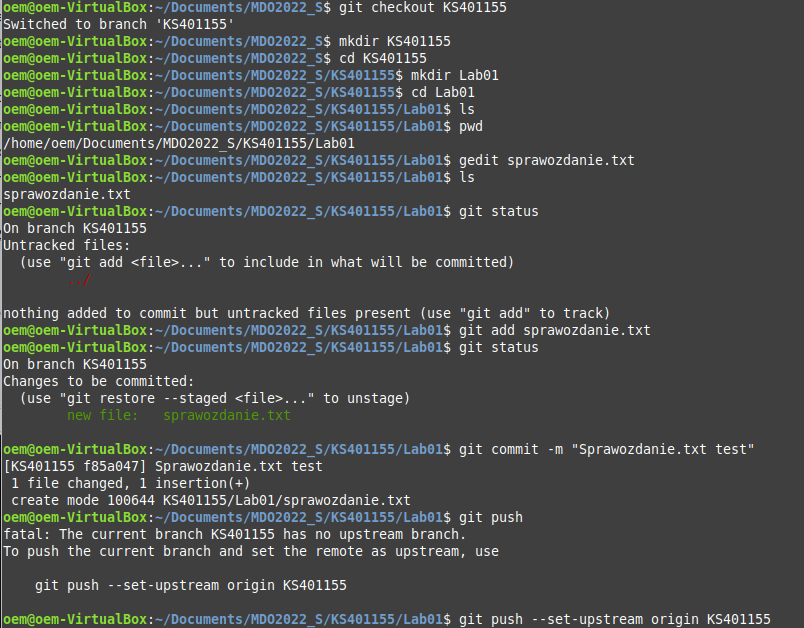 oem@oem-VirtualBox:~/Documents/MDO2022_S$ git checkout KS401155
Switched to branch 'KS401155'
oem@oem-VirtualBox:~/Documents/MDO2022_S$ mkdir KS401155
oem@oem-VirtualBox:~/Documents/MDO2022_S$ cd KS401155
oem@oem-VirtualBox:~/Documents/MDO2022_S/KS401155$ mkdir Lab01
oem@oem-VirtualBox:~/Documents/MDO2022_S/KS401155$ cd Lab01
oem@oem-VirtualBox:~/Documents/MDO2022_S/KS401155/Lab01$ ls
oem@oem-VirtualBox:~/Documents/MDO2022_S/KS401155/Lab01$ pwd
/home/oem/Documents/MDO2022_S/KS401155/Lab01
oem@oem-VirtualBox:~/Documents/MDO2022_S/KS401155/Lab01$ gedit sprawozdanie.txt
oem@oem-VirtualBox:~/Documents/MDO2022_S/KS401155/Lab01$ ls
sprawozdanie.txt
oem@oem-VirtualBox:~/Documents/MDO2022_S/KS401155/Lab01$ git status
On branch KS401155
Untracked files:
  (use "git add <file>..." to include in what will be committed)
        ../

nothing added to commit but untracked files present (use "git add" to track)
oem@oem-VirtualBox:~/Documents/MDO2022_S/KS401155/Lab01$ git add sprawozdanie.txt
oem@oem-VirtualBox:~/Documents/MDO2022_S/KS401155/Lab01$ git status
On branch KS401155
Changes to be committed:
  (use "git restore --staged <file>..." to unstage)
        new file:   sprawozdanie.txt

oem@oem-VirtualBox:~/Documents/MDO2022_S/KS401155/Lab01$ git commit -m "Sprawozdanie.txt test"
[KS401155 f85a047] Sprawozdanie.txt test
 1 file changed, 1 insertion(+)
 create mode 100644 KS401155/Lab01/sprawozdanie.txt
oem@oem-VirtualBox:~/Documents/MDO2022_S/KS401155/Lab01$ git push
fatal: The current branch KS401155 has no upstream branch.
To push the current branch and set the remote as upstream, use

    git push --set-upstream origin KS401155

oem@oem-VirtualBox:~/Documents/MDO2022_S/KS401155/Lab01$ git push --set-upstream origin KS401155